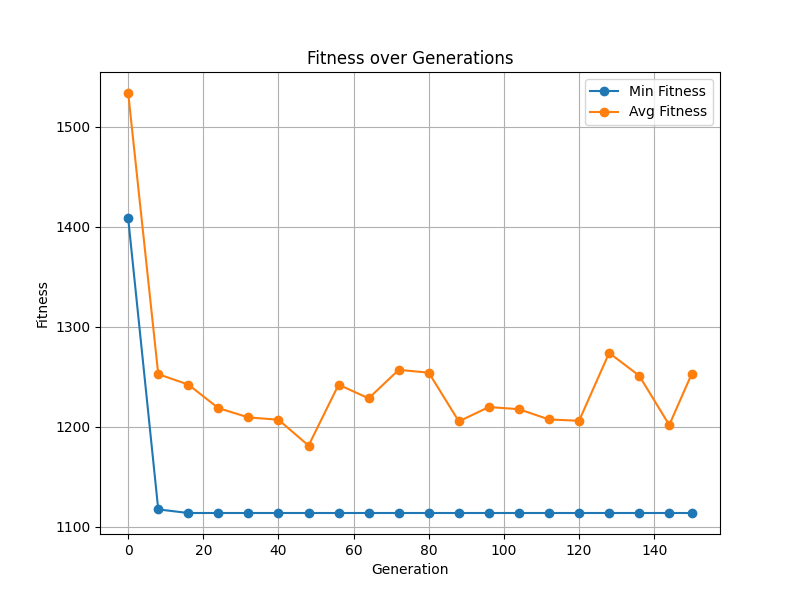 Fitness over Generations
Min Fitness
Avg Fitness
1500
1400
1300
1200
1100
Fitness
0 20 40 60 80 100 120 140
Generation